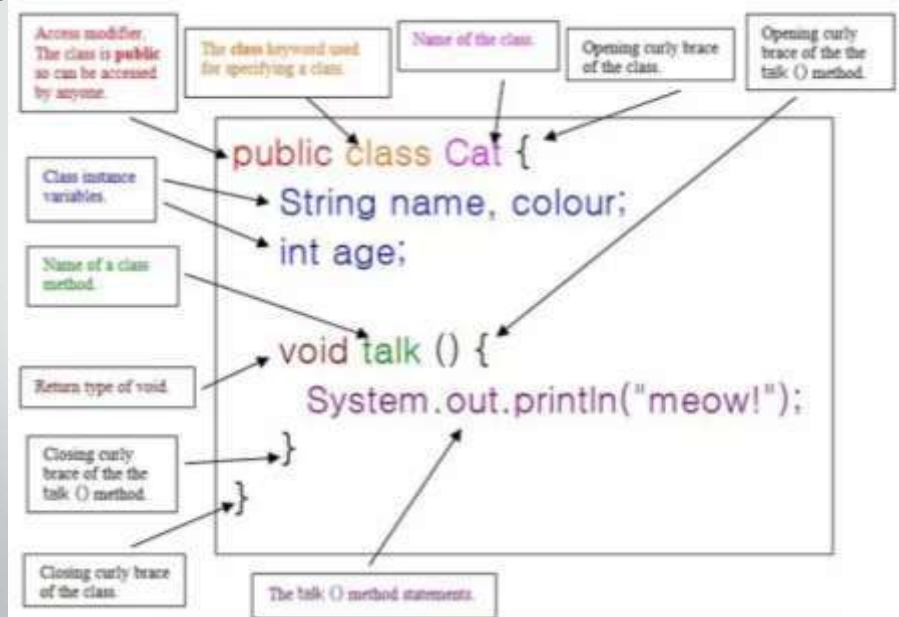 Access modifier.
The class is public
so can be accessed
by anyone.
The class keyword used
for specifying a class.
Name of the class.
Opening curly brace
of the class.
Opening curly
brace of the the
talk () method.
public class Cat {
Class instance
variables.
String name, colour;
int age;
Name of a class
method.
void talk () {
Return type of void.
System.out.println("meow!");
Closing curly
brace of the the
talk () method.
}
}
Closing curly brace
of the class.
The talk () method statements.